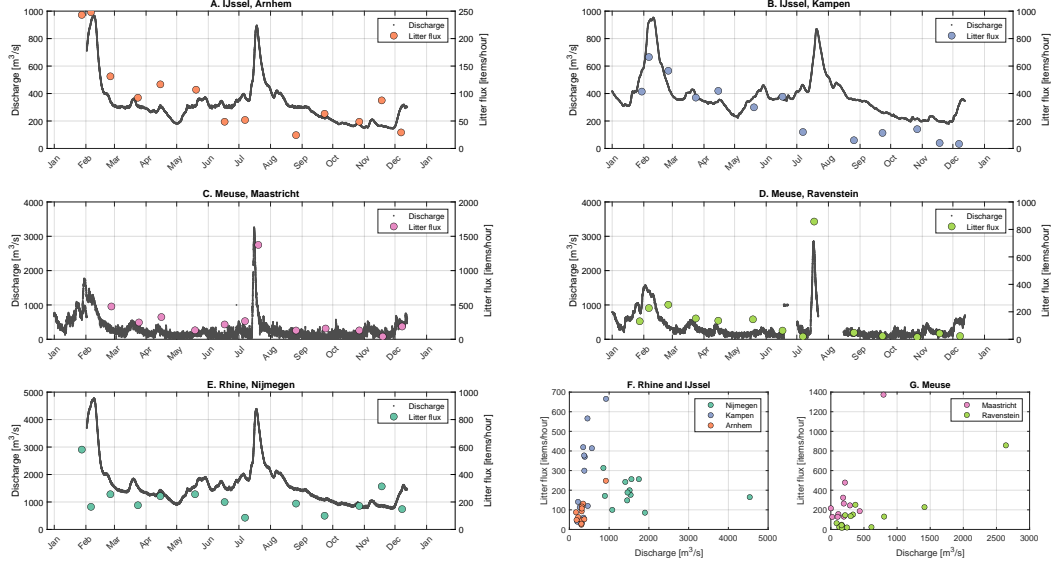 A. IJssel, Arnhem
Discharge [m3/s]
1000
800
600
400
200
0
250
200
150
100
50
0
Litter flux [items/hour]
Discharge
Litter flux
Jan Feb Mar Apr May Jun Jul Aug Sep Oct Nov Dec Jan
B. IJssel, Kampen
Discharge [m3/s]
1000
800
600
400
200
0
1000
800
600
400
200
0
Litter flux [items/hour]
Discharge
Litter flux
Jan Feb Mar Apr May Jun Jul Aug Sep Oct Nov Dec Jan
C. Meuse, Maastricht
Discharge [m3/s]
4000
3000
2000
1000
0
2000
1500
1000
500
0
Litter flux [items/hour]
Discharge
Litter flux
Jan Feb Mar Apr May Jun Jul Aug Sep Oct Nov Dec Jan
D. Meuse, Ravenstein
Discharge [m3/s]
4000
3000
2000
1000
0
1000
800
600
400
200
0
Litter flux [items/hour]
Discharge
Litter flux
Jan Feb Mar Apr May Jun Jul Aug Sep Oct Nov Dec Jan
E. Rhine, Nijmegen
Discharge [m3/s]
5000
4000
3000
2000
1000
0
1000
800
600
400
200
0
Litter flux [items/hour]
Discharge
Litter flux
Jan Feb Mar Apr May Jun Jul Aug Sep Oct Nov Dec Jan
F. Rhine and IJssel
Litter flux [items/hour]
700
600
500
400
300
200
100
0
Nijmegen
Kampen
Arnhem
0 1000 2000 3000 4000 5000
Discharge [m3/s]
G. Meuse
Litter flux [items/hour]
1400
1200
1000
800
600
400
200
0
Maastricht
Ravenstein
0 500 1000 1500 2000 2500 3000
Discharge [m3/s]